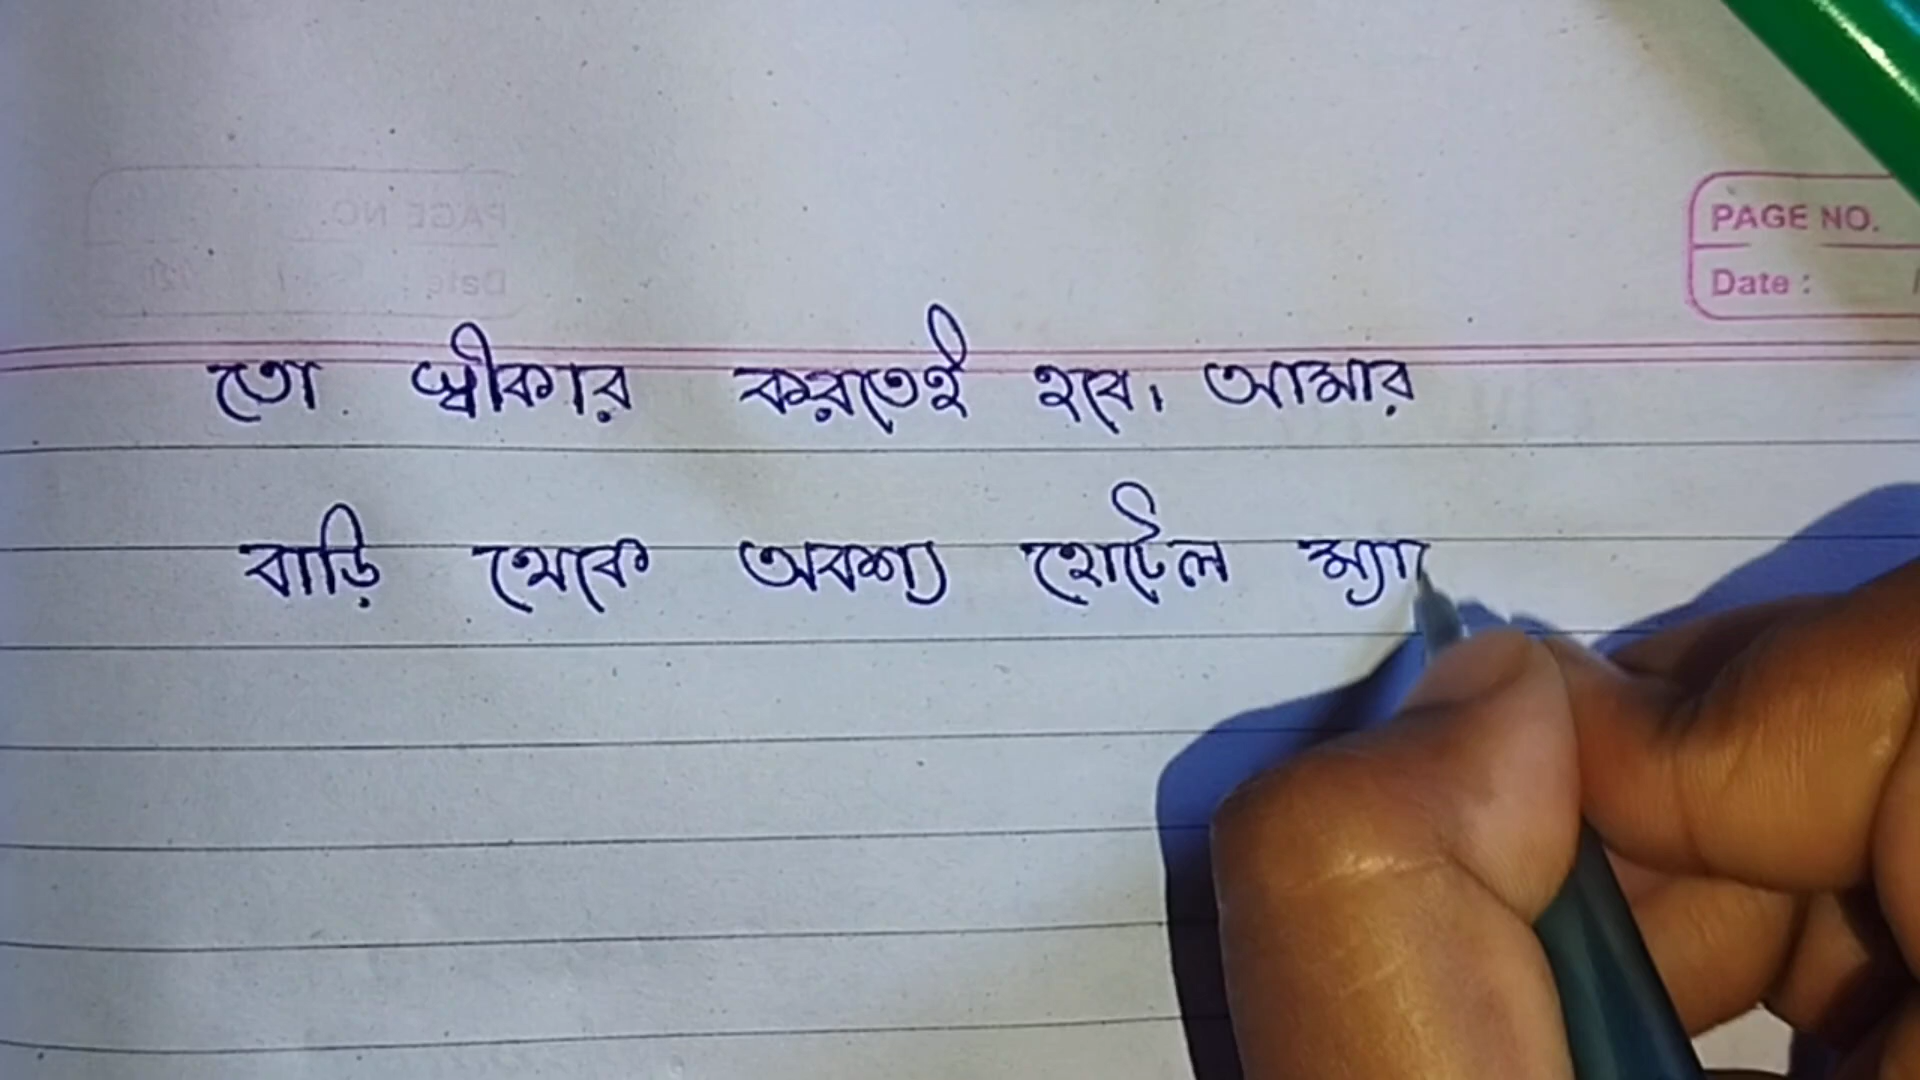 PAGE NO.
Date :
তো স্বীকার করতেই হবে। আমার
বাড়ি থেকে অবশ্য হোটেল ম্যা